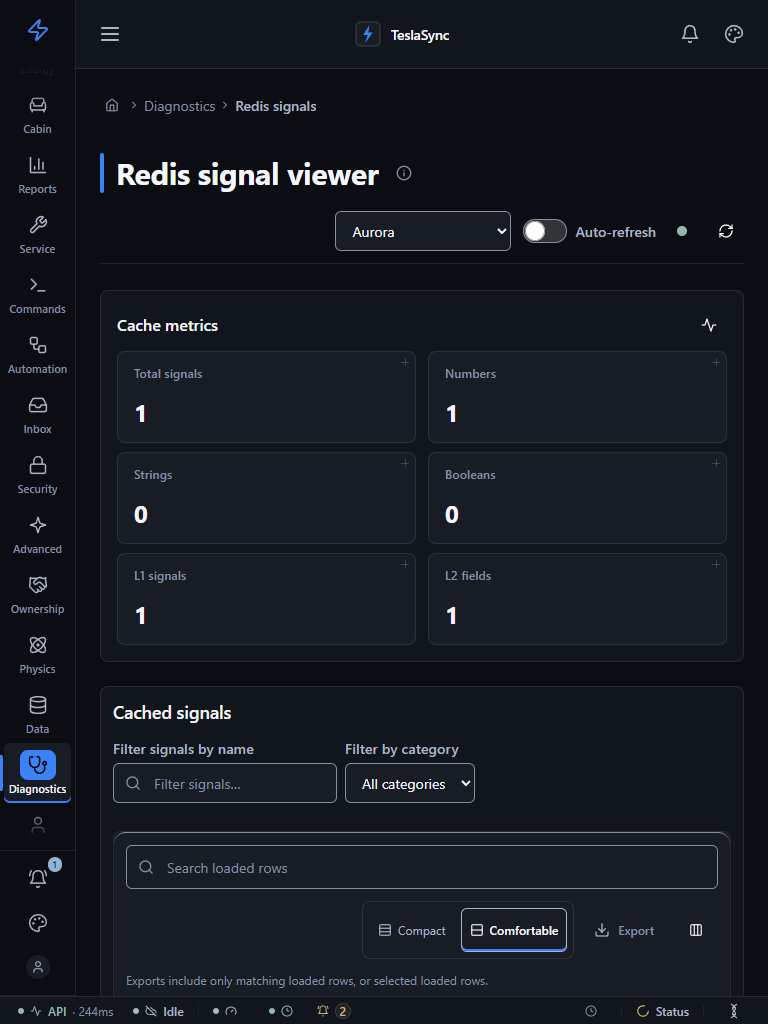 TeslaSync
Energy
Cabin
Reports
Service
Commands
Automation
Inbox
Security
Advanced
Ownership
Physics
Data
Diagnostics
1
Diagnostics
Redis signals
Redis signal viewer
Aurora
Auto-refresh
Cache metrics
Total signals
1
Numbers
1
Strings
0
Booleans
0
L1 signals
1
L2 fields
1
Cached signals
Filter signals by name
Filter by category
Filter signals...
All categories
Search loaded rows
Compact
Comfortable
Export
Exports include only matching loaded rows, or selected loaded rows.
API · 244ms
Idle
2
Status